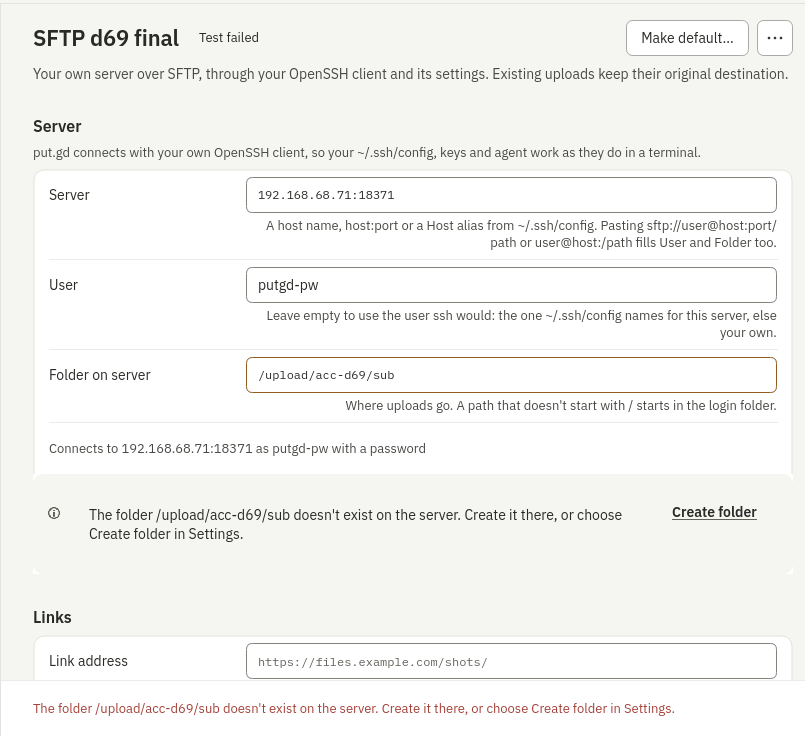 SFTP d69 final
Test failed
Make default...
...
Your own server over SFTP, through your OpenSSH client and its settings. Existing uploads keep their original destination.
Server
put.gd connects with your own OpenSSH client, so your ~/.ssh/config, keys and agent work as they do in a terminal.
Server
192.168.68.71:18371
A host name, host:port or a Host alias from ~/.ssh/config. Pasting sftp://user@host:port/
path or user@host:/path fills User and Folder too.
User
putgd-pw
Leave empty to use the user ssh would: the one ~/.ssh/config names for this server, else
your own.
Folder on server
/upload/acc-d69/sub
Where uploads go. A path that doesn't start with / starts in the login folder.
Connects to 192.168.68.71:18371 as putgd-pw with a password
The folder /upload/acc-d69/sub doesn't exist on the server. Create it there, or choose
Create folder in Settings.
Create folder
Links
Link address
https://files.example.com/shots/
The folder /upload/acc-d69/sub doesn't exist on the server. Create it there, or choose Create folder in Settings.